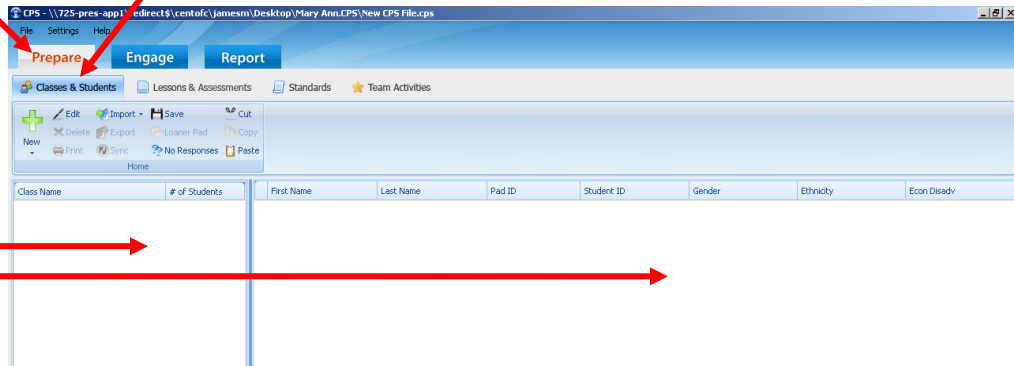 CPS - \\725-pres-app1\redirect$\centofc\jamesm\Desktop\Mary Ann.CPS\New CPS File.cps
File Settings Help
Prepare Engage Report
Classes & Students Lessons & Assessments Standards Team Activities
New
Edit Import Save Cut
Delete Export Loaner Pad Copy
Print Sync No Responses Paste
Home
Class Name # of Students First Name Last Name Pad ID Student ID Gender Ethnicity Econ Disadv